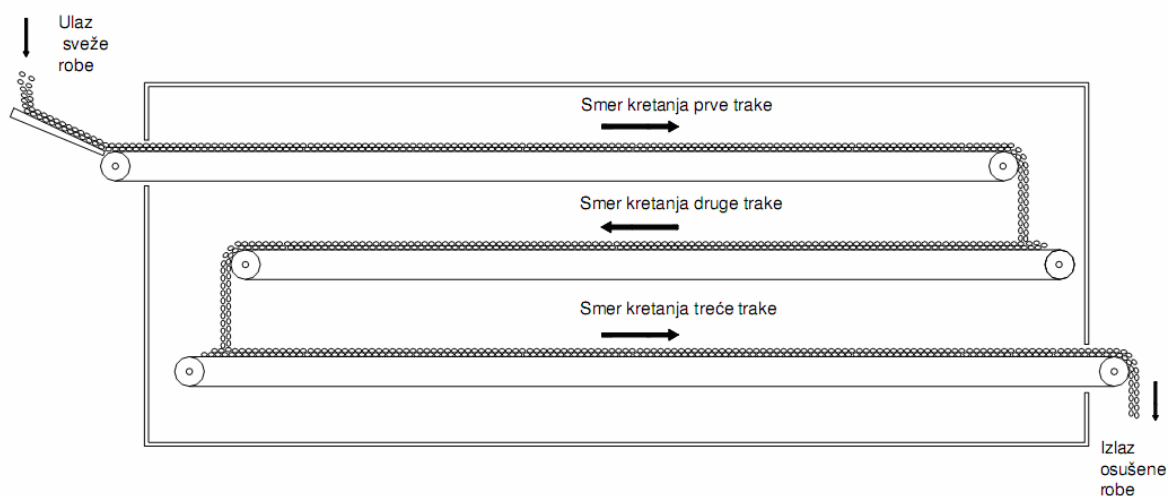 Ulaz
sveže
robe
Smer kretanja prve trake
Smer kretanja druge trake
Smer kretanja treće trake
Izlaz
osušene
robe